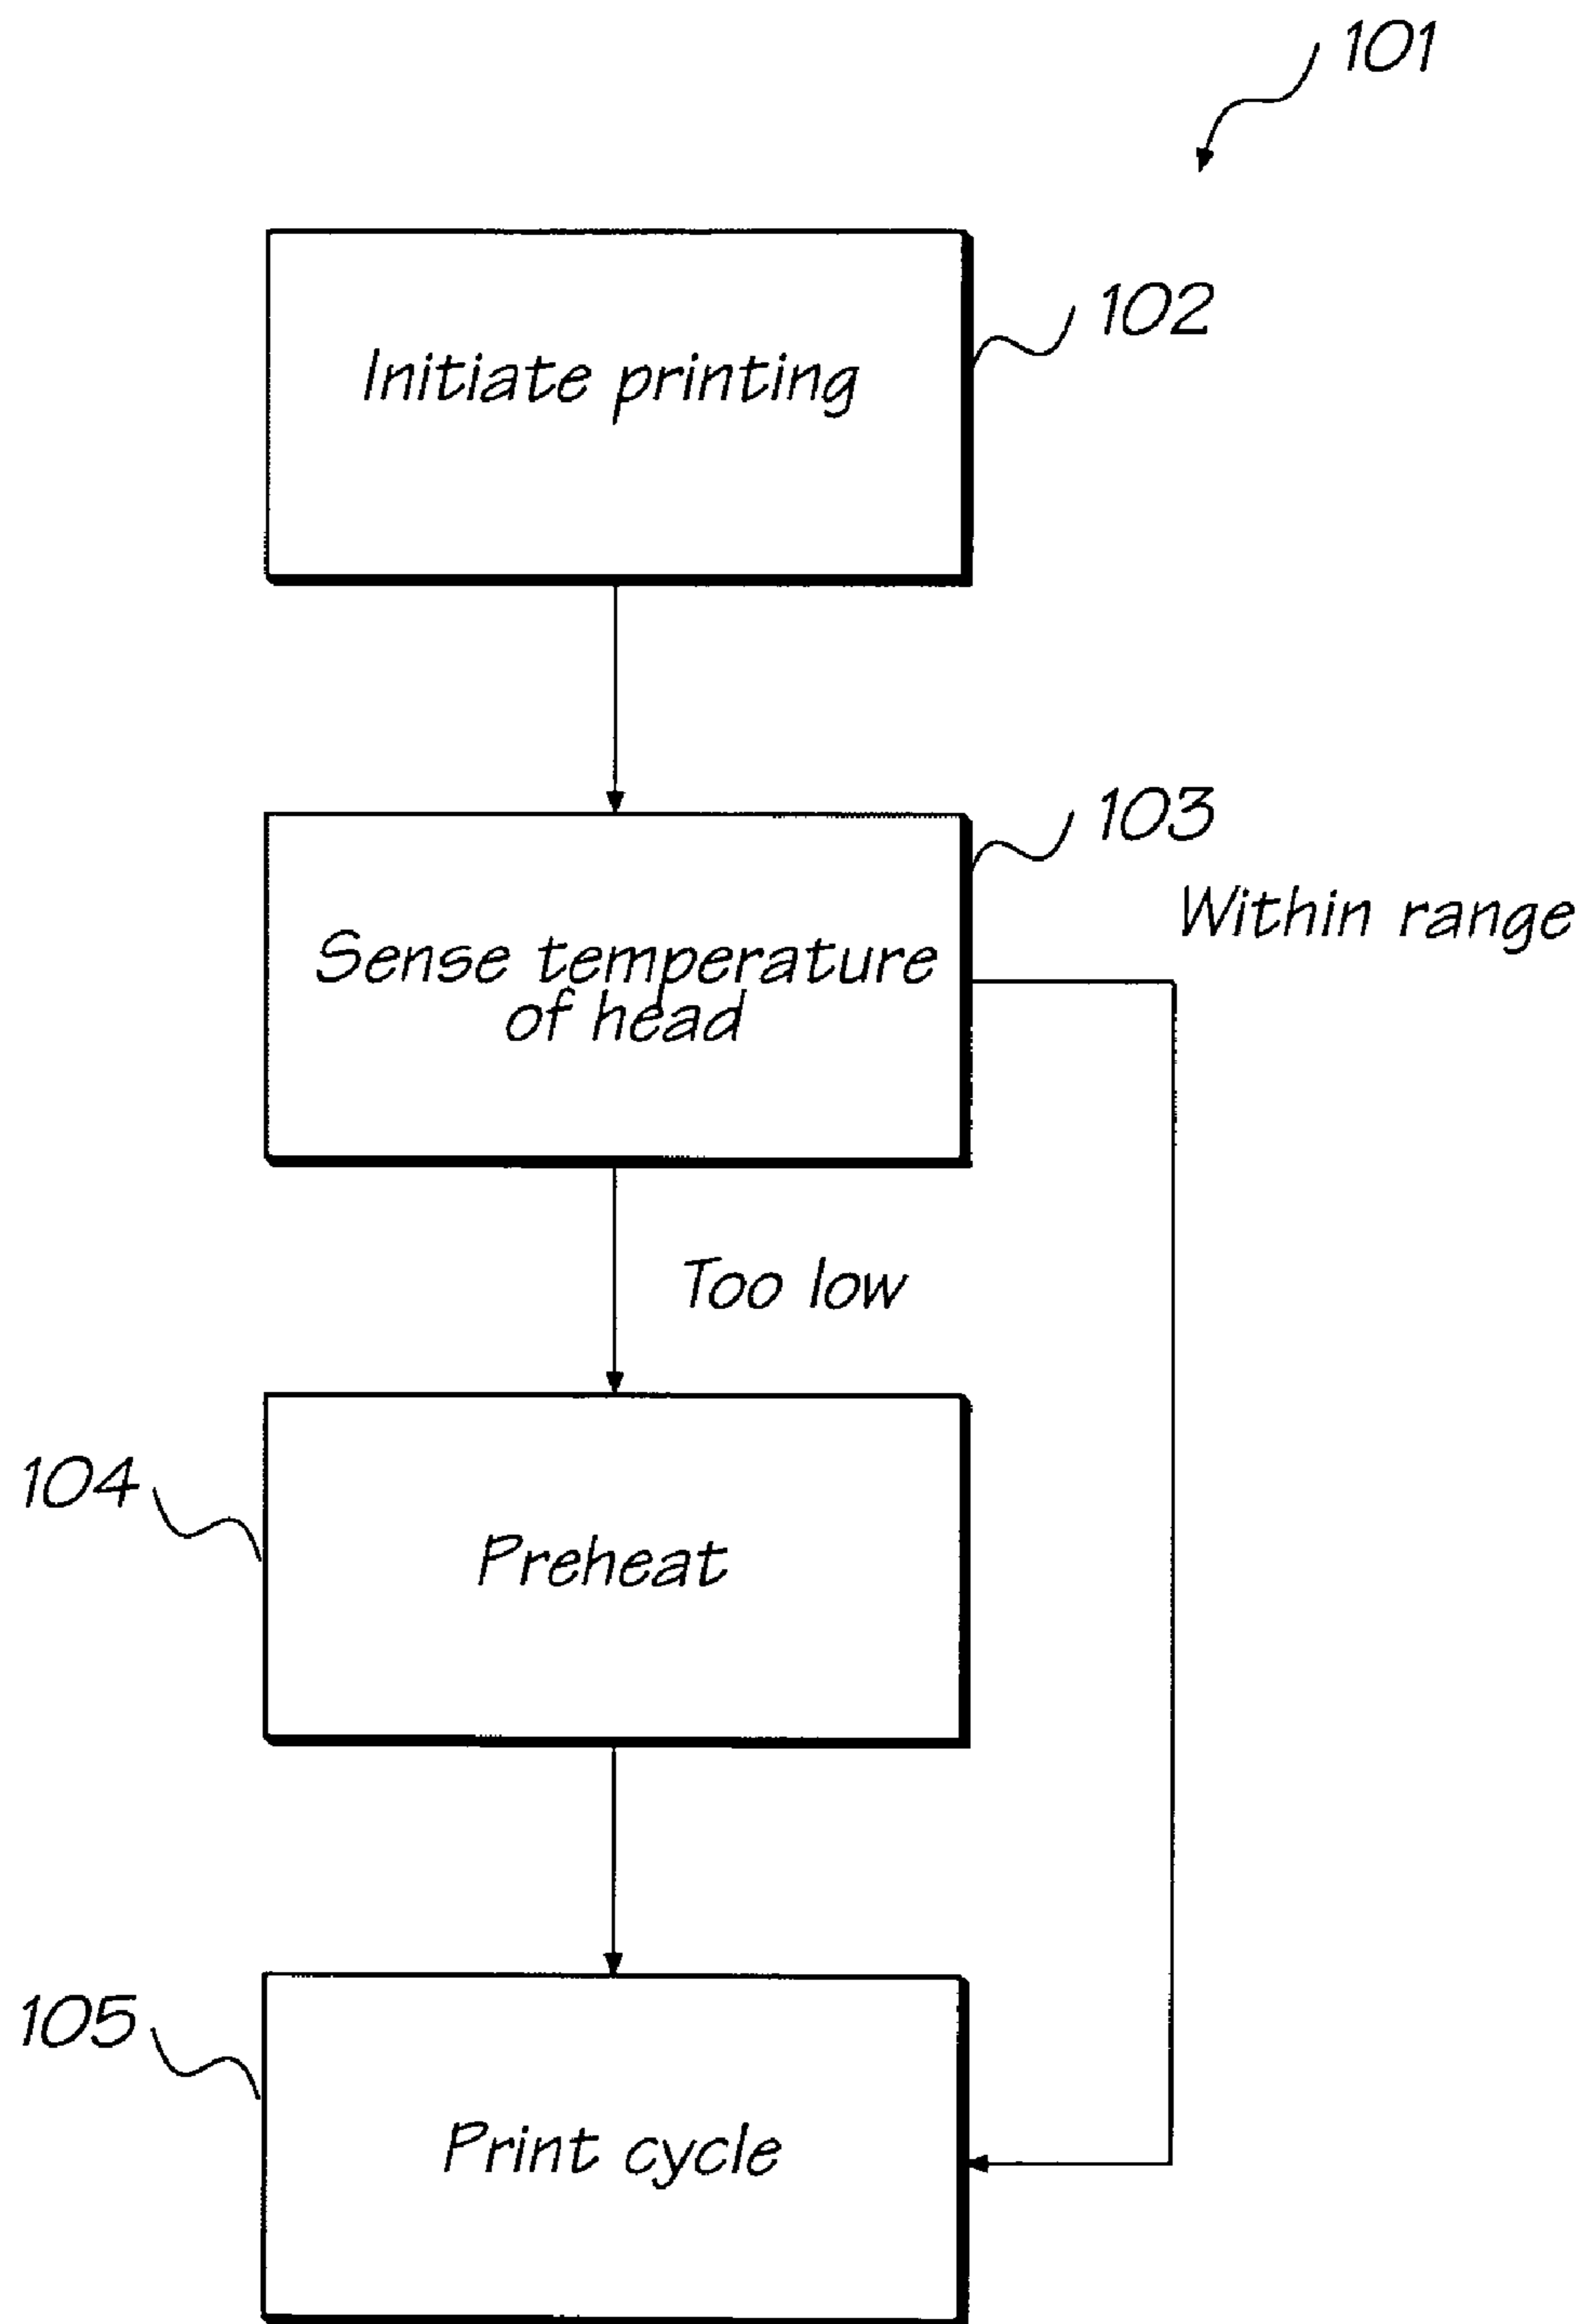 101
Initiate printing
102
103
Within range
Sense temperature
of head
Too low
104
Preheat
105
Print cycle